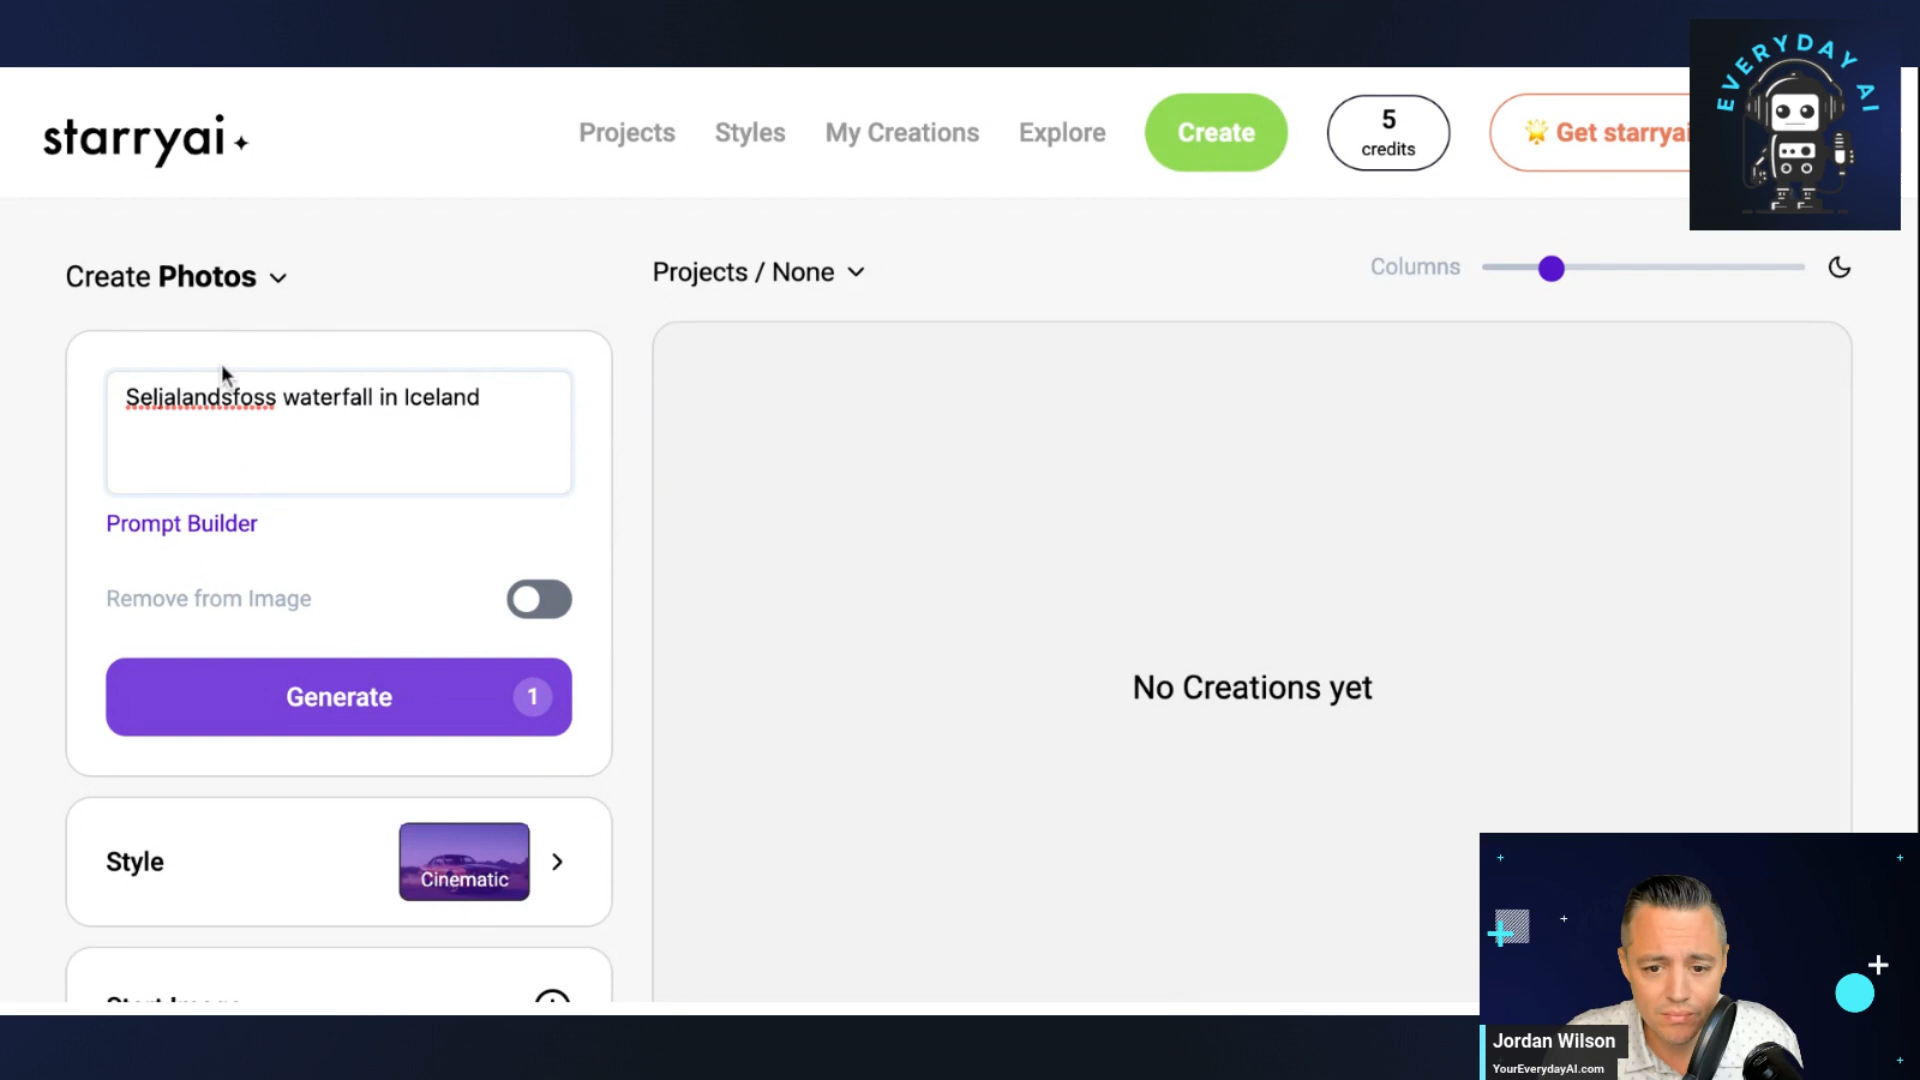 EVERYDAY AI
starryai
Projects
Styles
My Creations
Explore
Create
5
credits
Get starryai
Create Photos
Projects / None
Columns
Seljalandsfoss waterfall in Iceland
Prompt Builder
Remove from Image
Generate
1
No Creations yet
Style
Cinematic
Jordan Wilson
YourEverydayAI.com